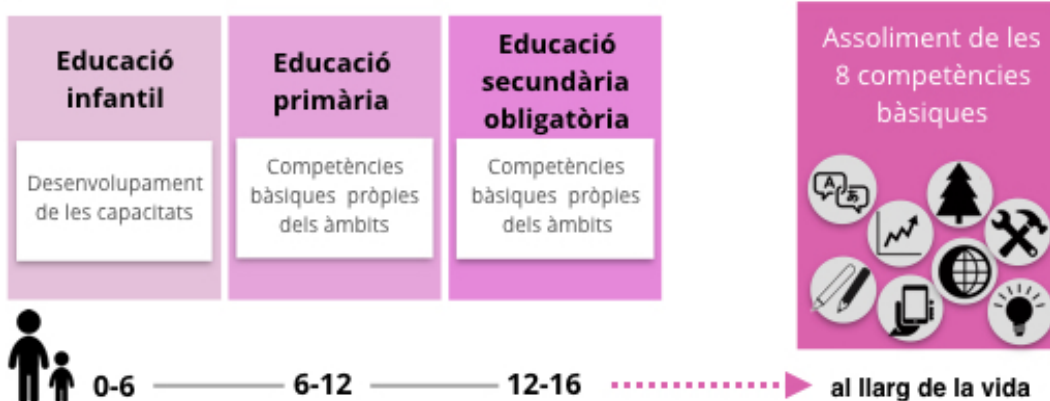 Educació
infantil
Desenvolupament
de les capacitats
Educació
primària
Competències
bàsiques pròpies
dels àmbits
Educació
secundària
obligatòria
Competències
bàsiques pròpies
dels àmbits
Assoliment de les
8 competències
bàsiques
A
あ
0-6
6-12
12-16
al llarg de la vida